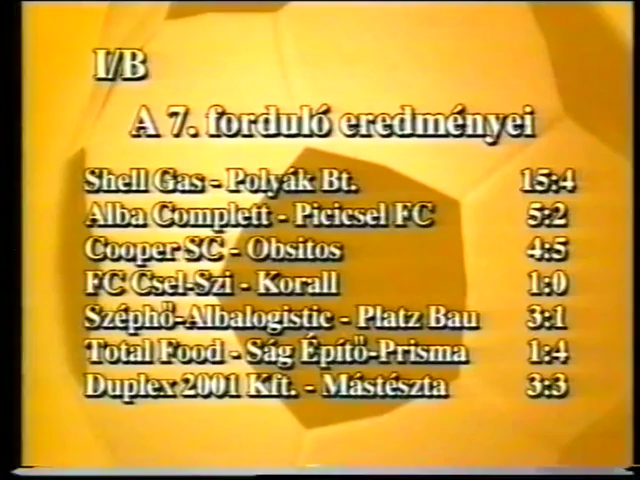 I/B
A 7. forduló eredményei
Shell Gas - Polyák Bt. 15:4
Alba Complett - Picicsel FC 5:2
Cooper SC - Obsitos 4:5
FC Csel-Szi - Korall 1:0
Széphő-Albalogistic - Platz Bau 3:1
Total Food - Ság Építő-Prisma 1:4
Duplex 2001 Kft. - Mástészta 3:3